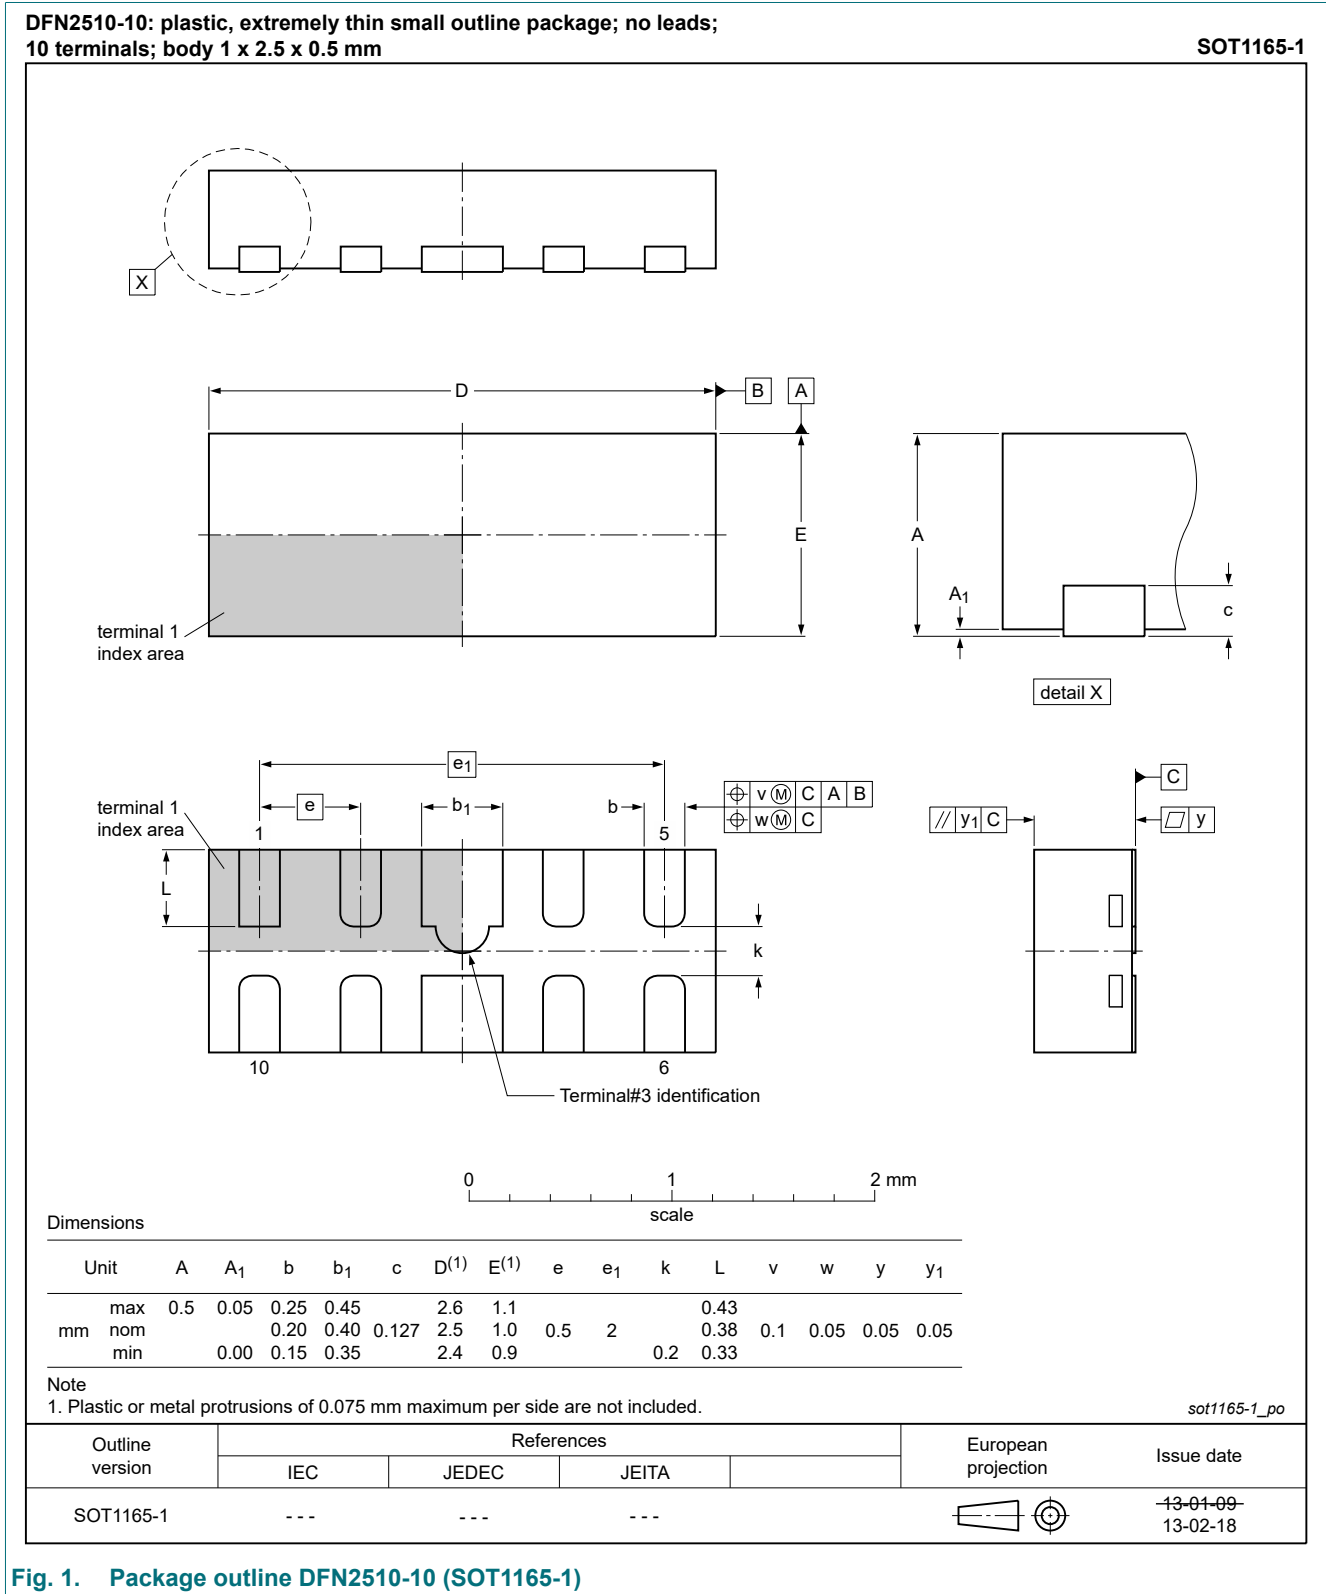 DFN2510-10: plastic, extremely thin small outline package; no leads;
10 terminals; body 1 x 2.5 x 0.5 mm
SOT1165-1
X
D
B
A
E
A
A1
c
terminal 1
index area
detail X
e1
e
b1
b
v M C A B
w M C
terminal 1
index area
1
5
L
k
10
6
Terminal#3 identification
C
// y1 C
y
0 1 2 mm
scale
Dimensions
Unit A A1 b b1 c D(1) E(1) e e1 k L v w y y1
max 0.5 0.05 0.25 0.45 2.6 1.1 0.43
mm nom 0.20 0.40 0.127 2.5 1.0 0.5 2 0.38 0.1 0.05 0.05 0.05
min 0.00 0.15 0.35 2.4 0.9 0.2 0.33
Note
1. Plastic or metal protrusions of 0.075 mm maximum per side are not included.
sot1165-1_po
Outline
version
References
IEC JEDEC JEITA
European
projection
Issue date
SOT1165-1 - - - - - - - - -
13-01-09
13-02-18
Fig. 1. Package outline DFN2510-10 (SOT1165-1)